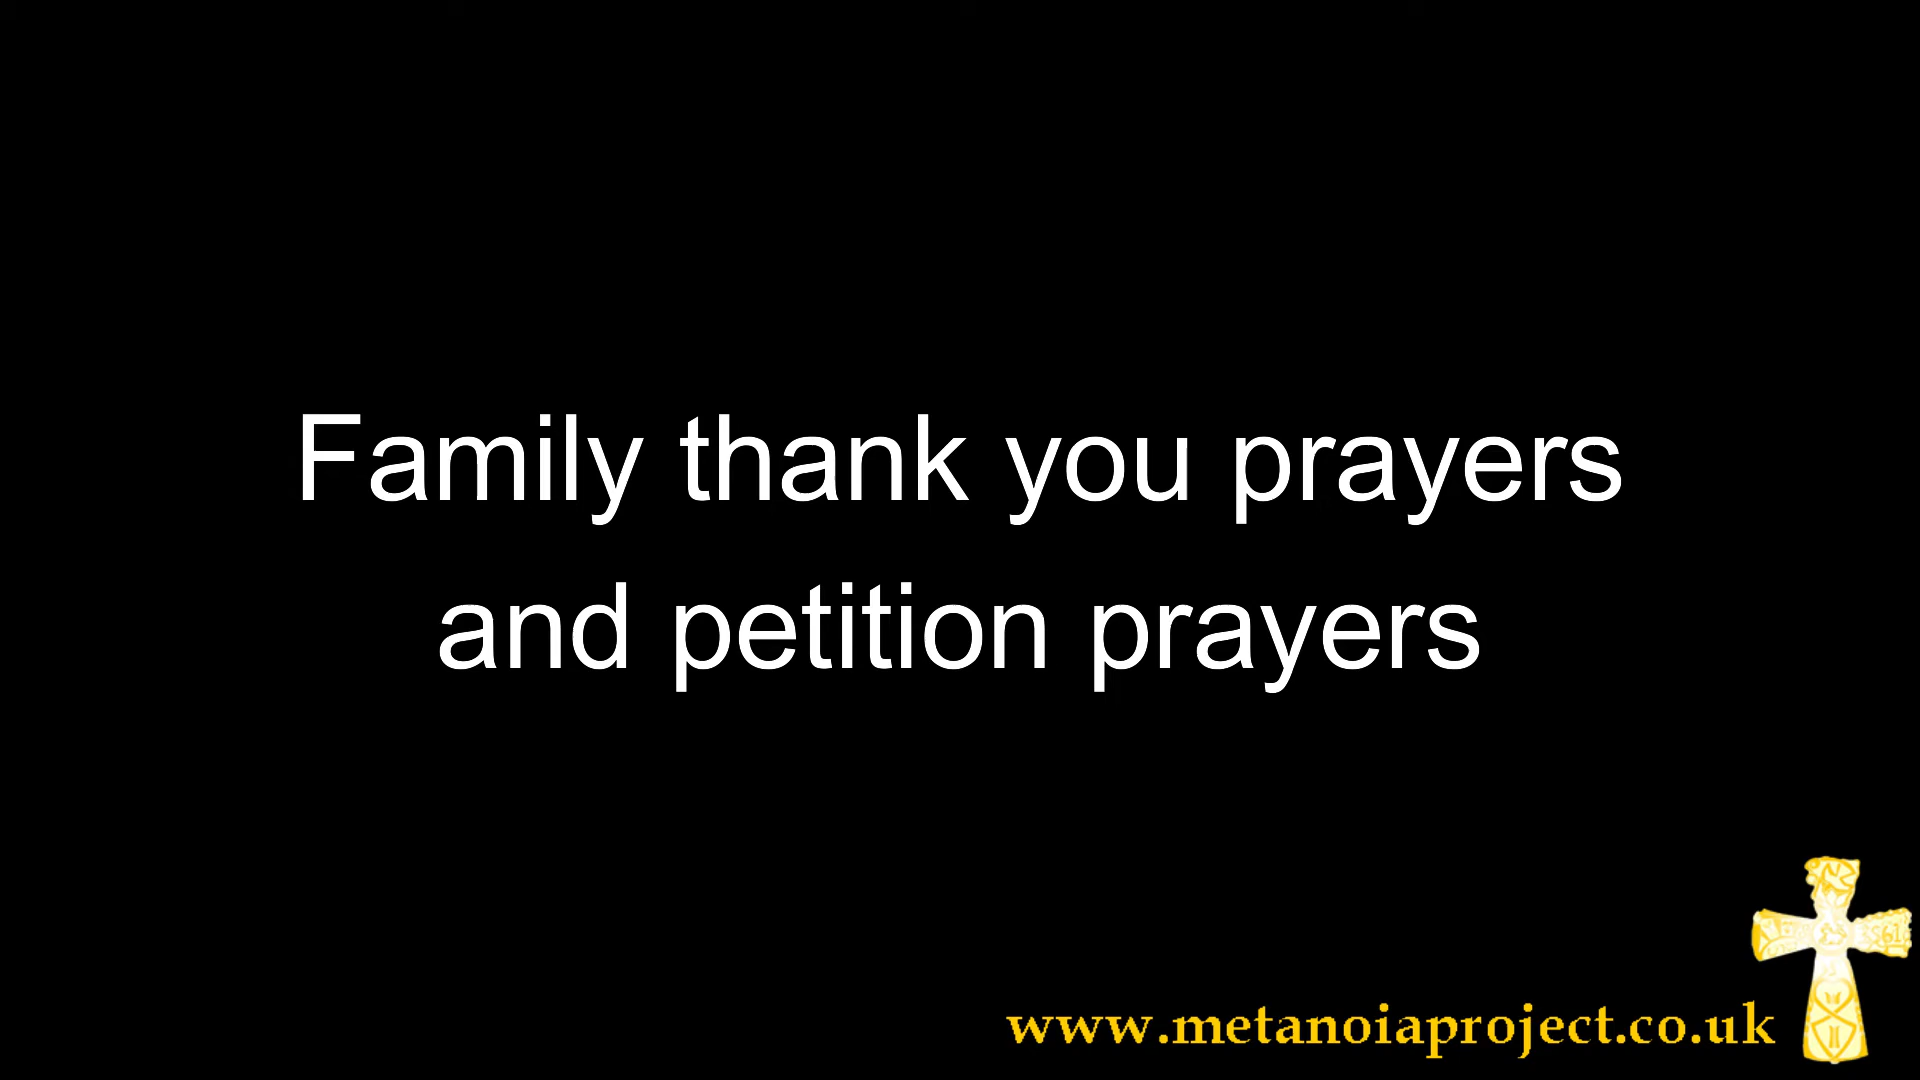 Family thank you prayers
and petition prayers
www.metanoiaproject.co.uk